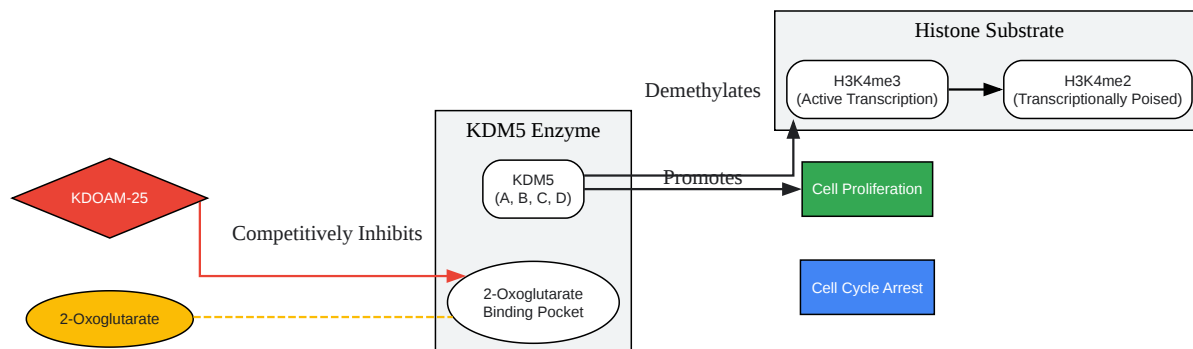 Histone Substrate
H3K4me3
(Active Transcription)
H3K4me2
(Transcriptionally Poised)
Demethylates
KDM5 Enzyme
KDM5
(A, B, C, D)
Promotes
Cell Proliferation
KDOAM-25
Competitively Inhibits
Cell Cycle Arrest
2-Oxoglutarate
Binding Pocket
2-Oxoglutarate